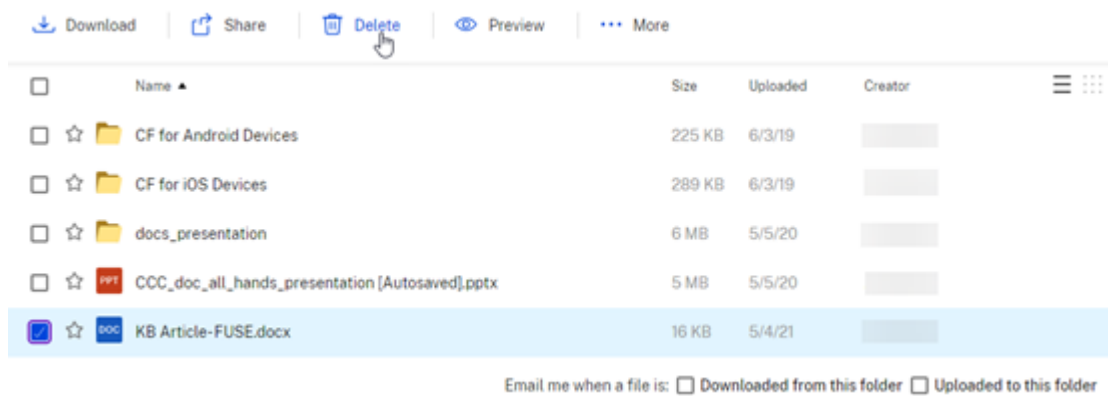 Download Share Delete Preview More
Name Size Uploaded Creator
CF for Android Devices 225 KB 6/3/19
CF for iOS Devices 289 KB 6/3/19
docs_presentation 6 MB 5/5/20
PPT CCC_doc_all_hands_presentation [Autosaved].pptx 5 MB 5/5/20
DOC KB Article-FUSE.docx 16 KB 5/4/21
Email me when a file is: Downloaded from this folder Uploaded to this folder